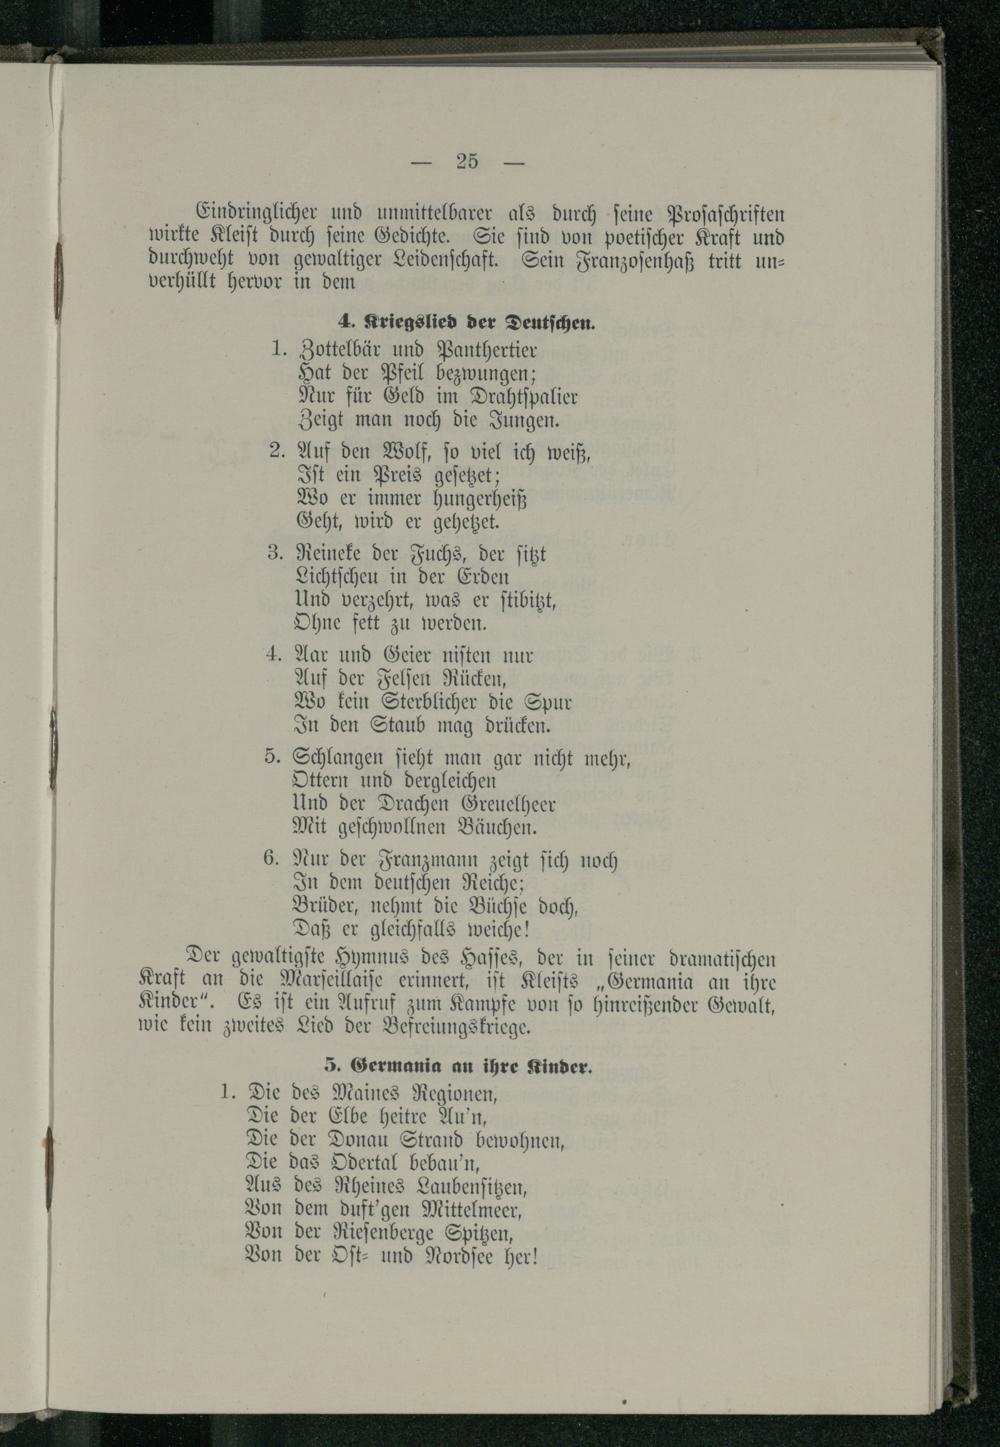 — 25 —
Eindringlicher und unmittelbarer als durch seine Prosaschriften
wirkte Kleist durch seine Gedichte. Sie sind von poetischer Kraft und
durchweht von gewaltiger Leidenschaft. Sein Franzosenhaß tritt un-
verhüllt hervor in dem
4. Kriegslied der Deutschen.
1. Zottelbär und Panthertier
Hat der Pfeil bezwungen;
Nur für Geld im Drahtspalier
Zeigt man noch die Jungen.
2. Auf den Wolf, so viel ich weiß,
Ist ein Preis gesetzet;
Wo er immer hungerheiß
Geht, wird er gehetzet.
3. Reineke der Fuchs, der sitzt
Lichtscheu in der Erden
Und verzehrt, was er stibitzt,
Ohne fett zu werden.
4. Aar und Geier nisten nur
Auf der Felsen Rücken,
Wo kein Sterblicher die Spur
In den Staub mag drücken.
5. Schlangen sieht man gar nicht mehr,
Ottern und dergleichen
Und der Drachen Greuelheer
Mit geschwollnen Bäuchen.
6. Nur der Franzmann zeigt sich noch
In dem deutschen Reiche;
Brüder, nehmt die Büchse doch,
Daß er gleichfalls weiche!
Der gewaltigste Hymnus des Hasses, der in seiner dramatischen
Kraft an die Marseillaise erinnert, ist Kleists „Germania an ihre
Kinder“. Es ist ein Aufruf zum Kampfe von so hinreißender Gewalt,
wie kein zweites Lied der Befreiungskriege.
5. Germania an ihre Kinder.
1. Die des Maines Regionen,
Die der Elbe heitre Au'n,
Die der Donau Strand bewohnen,
Die das Odertal bebau'n,
Aus des Rheines Laubensitzen,
Von dem duft'gen Mittelmeer,
Von der Riesenberge Spitzen,
Von der Ost- und Nordsee her!